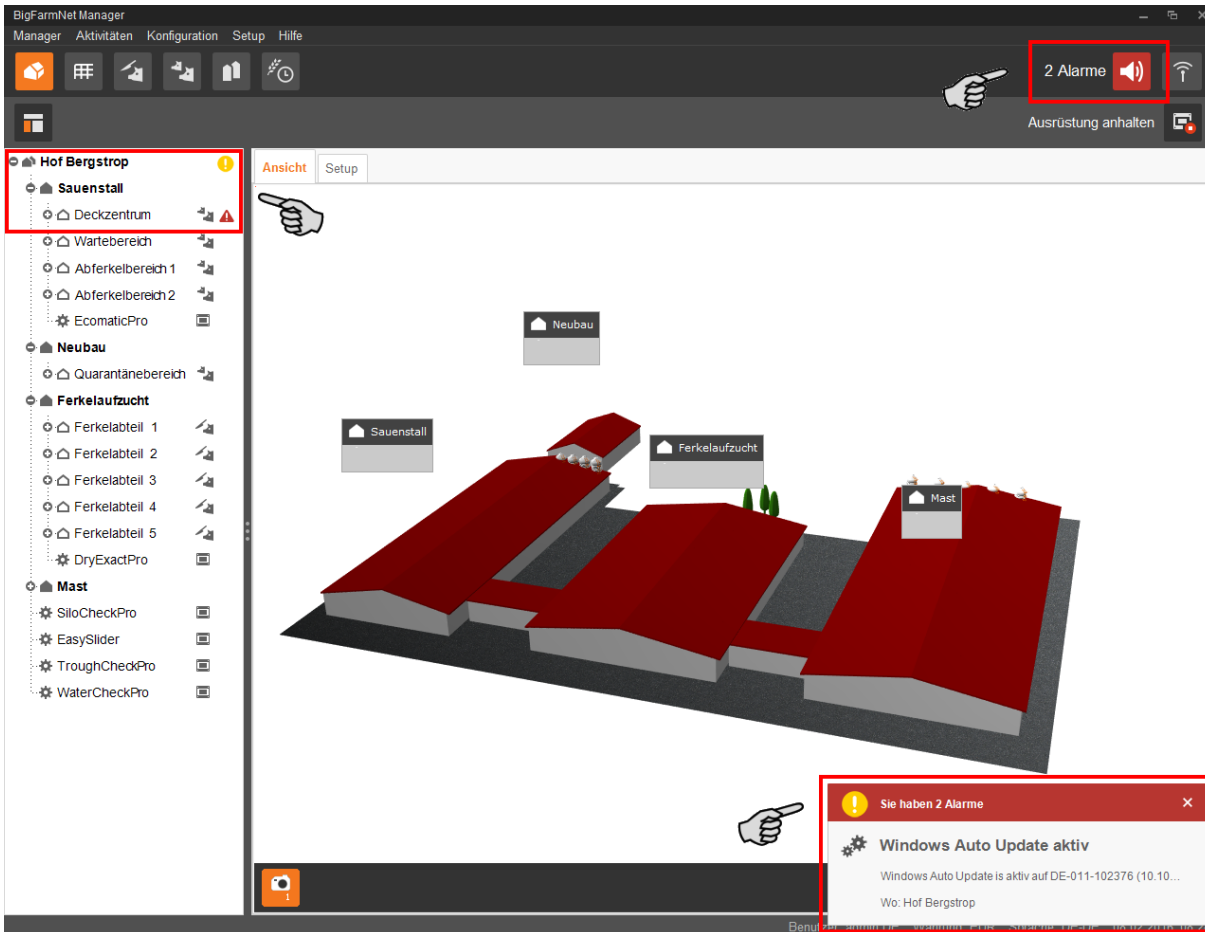 BigFarmNet Manager
Manager Aktivitäten Konfiguration Setup Hilfe
2 Alarme
Ausrüstung anhalten
Hof Bergstrop
Sauenstall
Deckzentrum
Wartebereich
Abferkelbereich 1
Abferkelbereich 2
EcomaticPro
Neubau
Quarantänebereich
Ferkelaufzucht
Ferkelabteil 1
Ferkelabteil 2
Ferkelabteil 3
Ferkelabteil 4
Ferkelabteil 5
DryExactPro
Mast
SiloCheckPro
EasySlider
TroughCheckPro
WaterCheckPro
Ansicht Setup
Neubau
Sauenstall
Ferkelaufzucht
Mast
1
Sie haben 2 Alarme
Windows Auto Update aktiv
Windows Auto Update is aktiv auf DE-011-102376 (10.10...
Wo: Hof Bergstrop